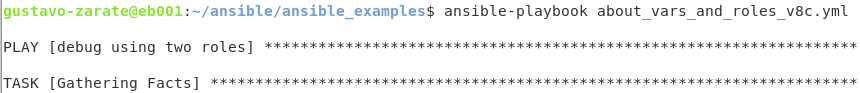 gustavo-zarate@eb001:~/ansible/ansible_examples$ ansible-playbook about_vars_and_roles_v8c.yml
PLAY [debug using two roles] ******************************************************************
TASK [Gathering Facts] ************************************************************************